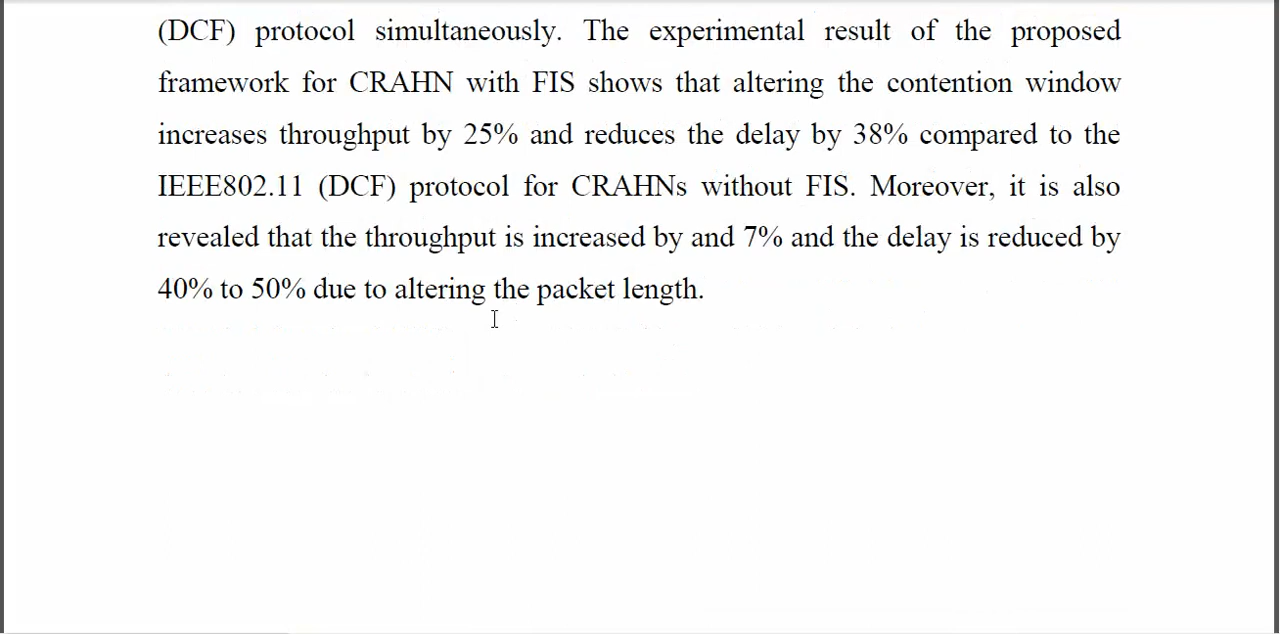 (DCF) protocol simultaneously. The experimental result of the proposed
framework for CRAHN with FIS shows that altering the contention window
increases throughput by 25% and reduces the delay by 38% compared to the
IEEE802.11 (DCF) protocol for CRAHNs without FIS. Moreover, it is also
revealed that the throughput is increased by and 7% and the delay is reduced by
40% to 50% due to altering the packet length.